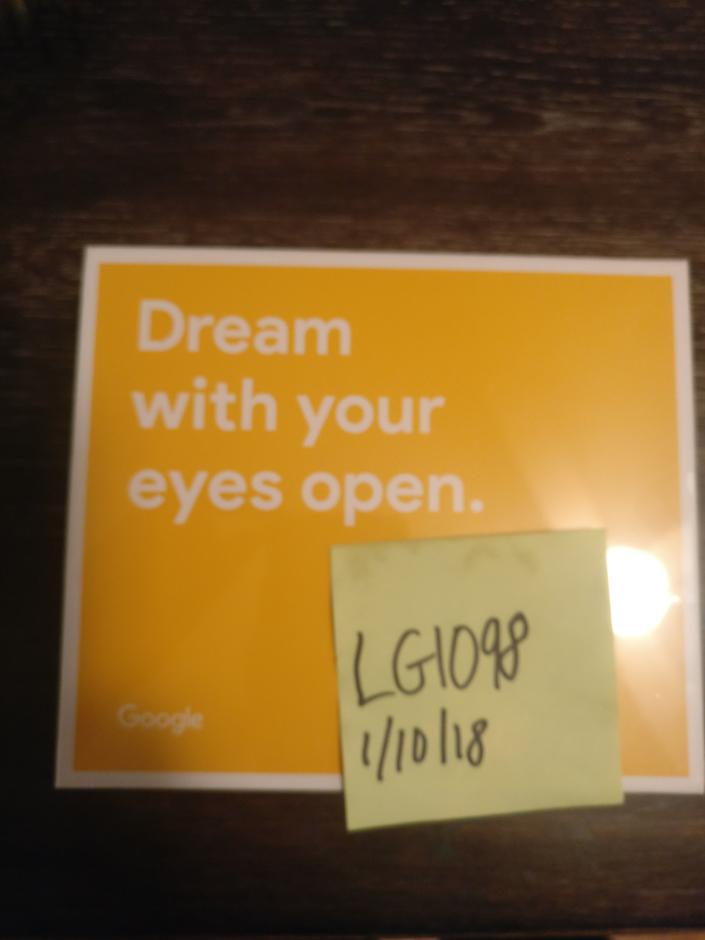 Dream
with your
eyes open.
Google
LG1098
1/10/18